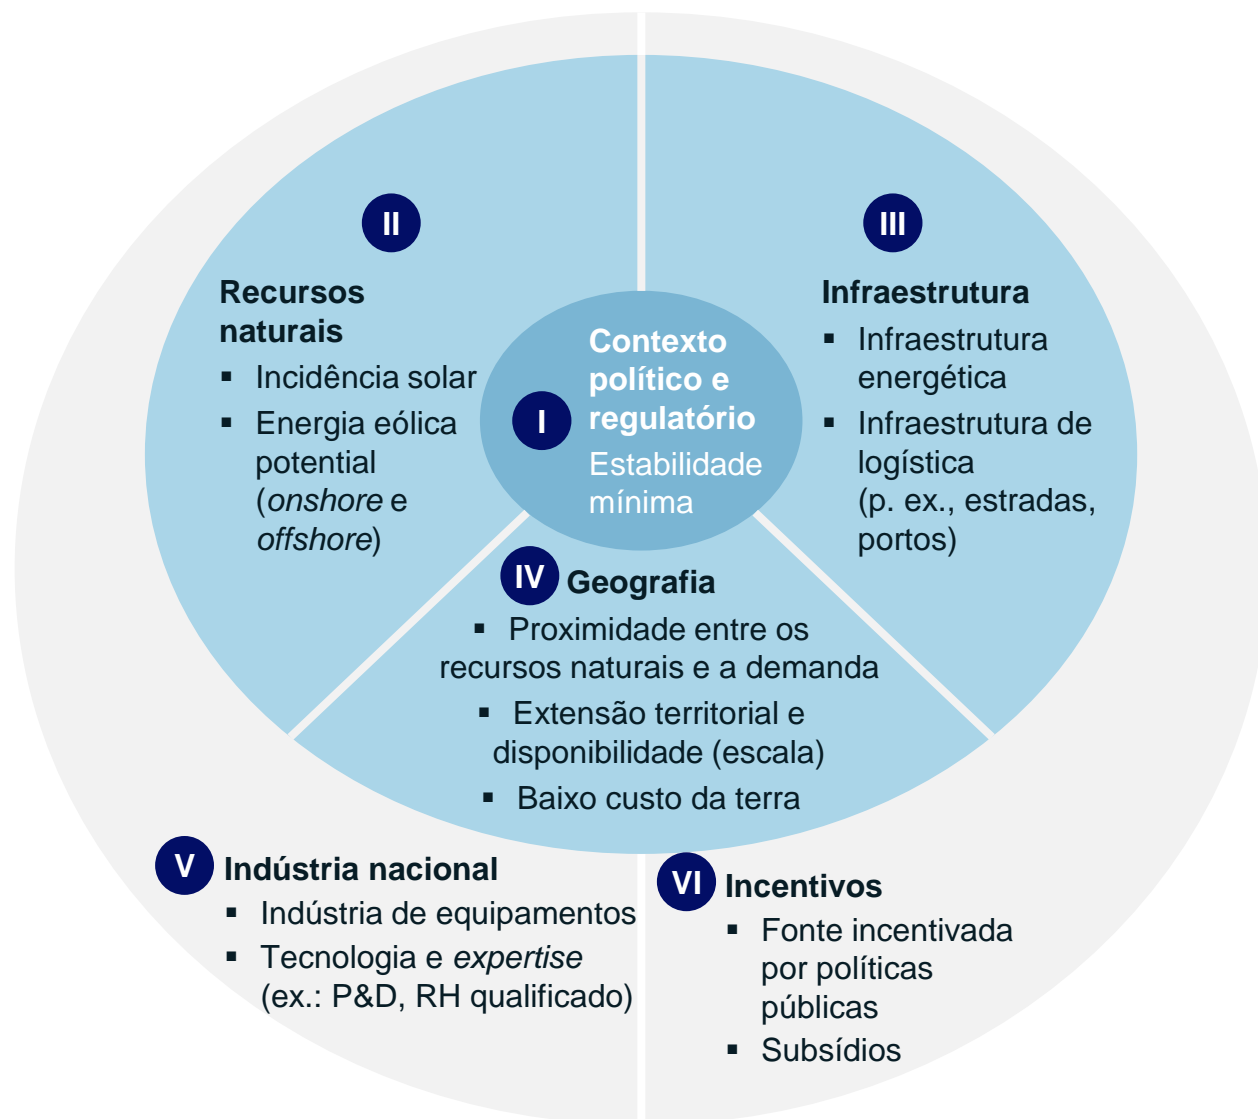 II
Recursos
naturais
▪ Incidência solar
▪ Energia eólica
potential
(onshore e
offshore)
III
Infraestrutura
▪ Infraestrutura
energética
▪ Infraestrutura de
logística
(p. ex., estradas,
portos)
I
Contexto
político e
regulatório
Estabilidade
mínima
IV Geografia
▪ Proximidade entre os
recursos naturais e a demanda
▪ Extensão territorial e
disponibilidade (escala)
▪ Baixo custo da terra
V Indústria nacional
▪ Indústria de equipamentos
▪ Tecnologia e expertise
(ex.: P&D, RH qualificado)
VI Incentivos
▪ Fonte incentivada
por políticas
públicas
▪ Subsídios